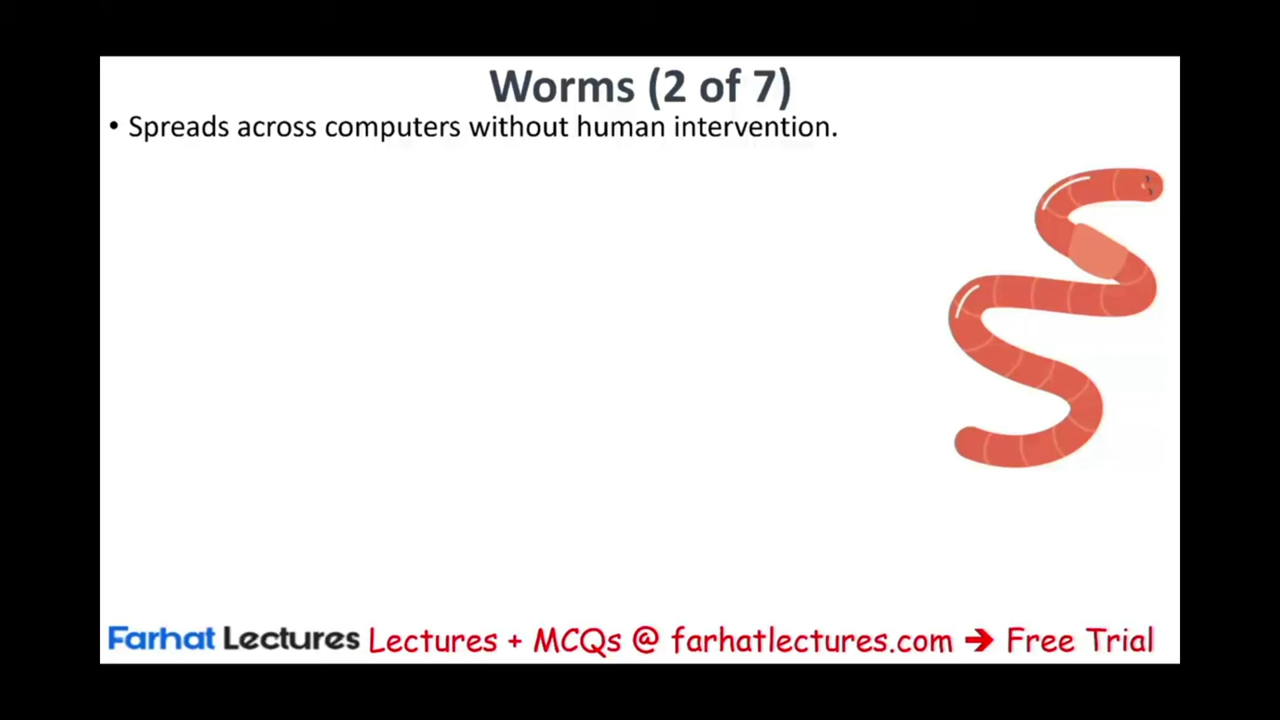 Worms (2 of 7)
• Spreads across computers without human intervention.
Farhat Lectures Lectures + MCQs @ farhatlectures.com ➔ Free Trial